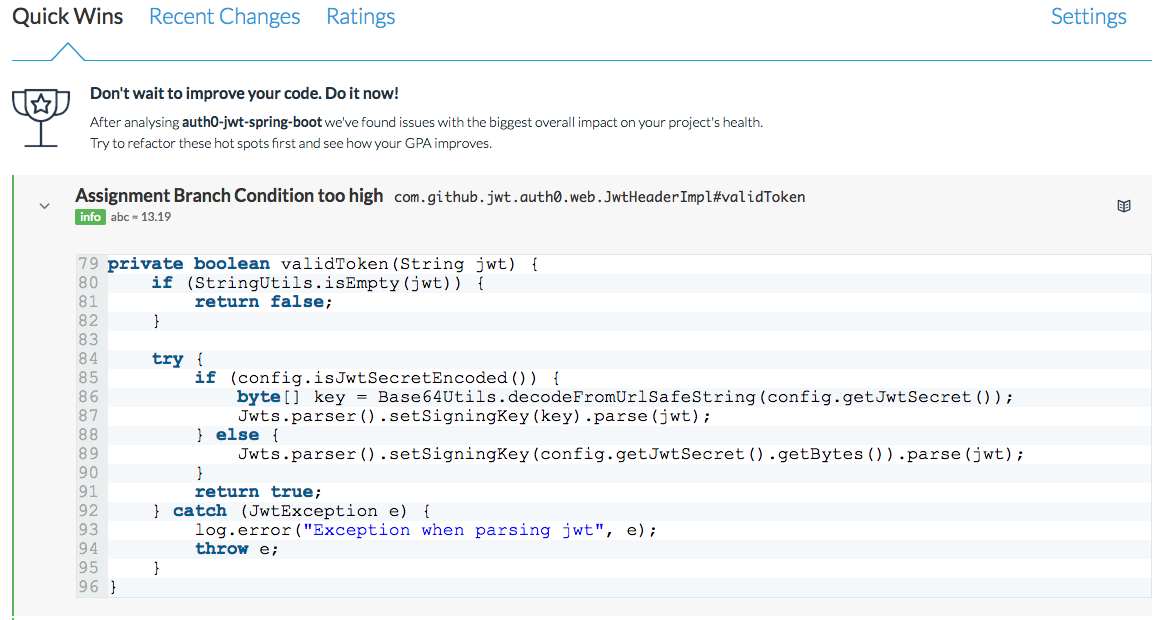 Quick Wins Recent Changes Ratings Settings
Don't wait to improve your code. Do it now!
After analysing auth0-jwt-spring-boot we've found issues with the biggest overall impact on your project's health.
Try to refactor these hot spots first and see how your GPA improves.
Assignment Branch Condition too high com.github.jwt.auth0.web.JwtHeaderImpl#validToken
info abc = 13.19
79 private boolean validToken(String jwt) {
80     if (StringUtils.isEmpty(jwt)) {
81         return false;
82     }
83
84     try {
85         if (config.isJwtSecretEncoded()) {
86             byte[] key = Base64Utils.decodeFromUrlSafeString(config.getJwtSecret());
87             Jwts.parser().setSigningKey(key).parse(jwt);
88         } else {
89             Jwts.parser().setSigningKey(config.getJwtSecret().getBytes()).parse(jwt);
90         }
91         return true;
92     } catch (JwtException e) {
93         log.error("Exception when parsing jwt", e);
94         throw e;
95     }
96 }